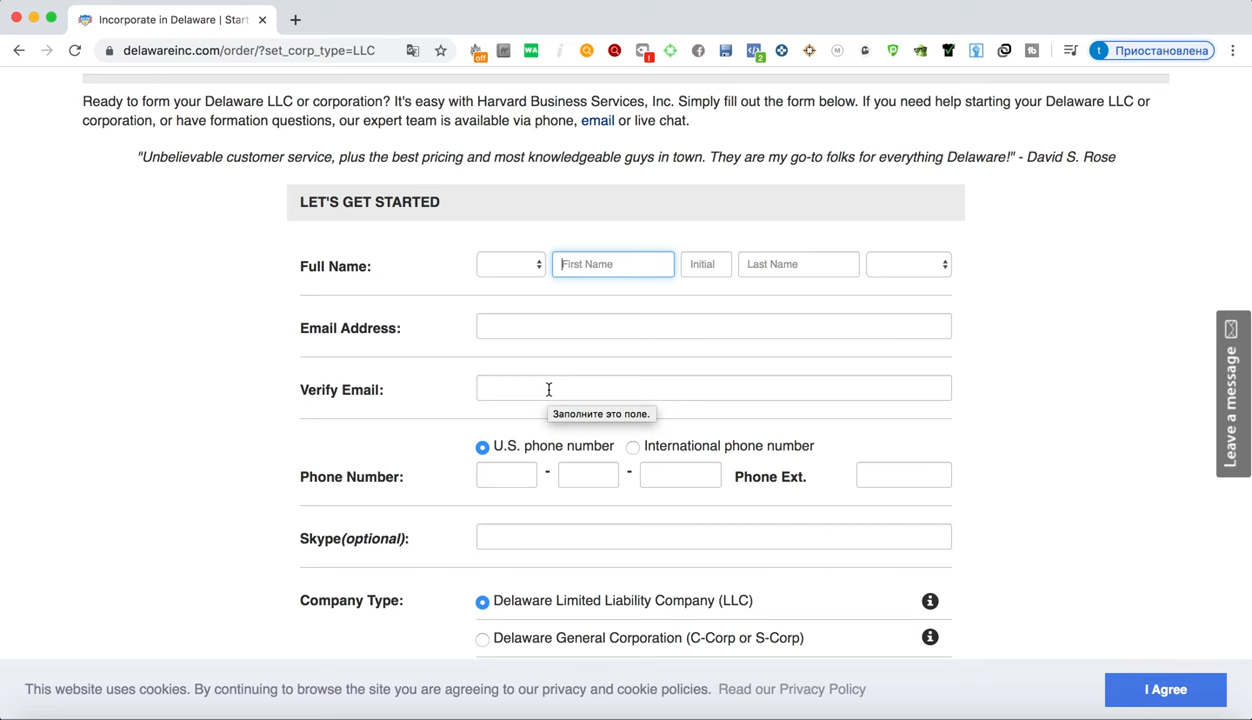 Incorporate in Delaware | Start
delawareinc.com/order/?set_corp_type=LLC
off
WA
!
2
t Приостановлена
Ready to form your Delaware LLC or corporation? It's easy with Harvard Business Services, Inc. Simply fill out the form below. If you need help starting your Delaware LLC or
corporation, or have formation questions, our expert team is available via phone, email or live chat.
"Unbelievable customer service, plus the best pricing and most knowledgeable guys in town. They are my go-to folks for everything Delaware!" - David S. Rose
LET'S GET STARTED
Full Name: First Name Initial Last Name
Email Address:
Verify Email:
Заполните это поле.
U.S. phone number International phone number
Phone Number: - - Phone Ext.
Skype(optional):
Company Type: Delaware Limited Liability Company (LLC)
Delaware General Corporation (C-Corp or S-Corp)
Leave a message
This website uses cookies. By continuing to browse the site you are agreeing to our privacy and cookie policies. Read our Privacy Policy
I Agree